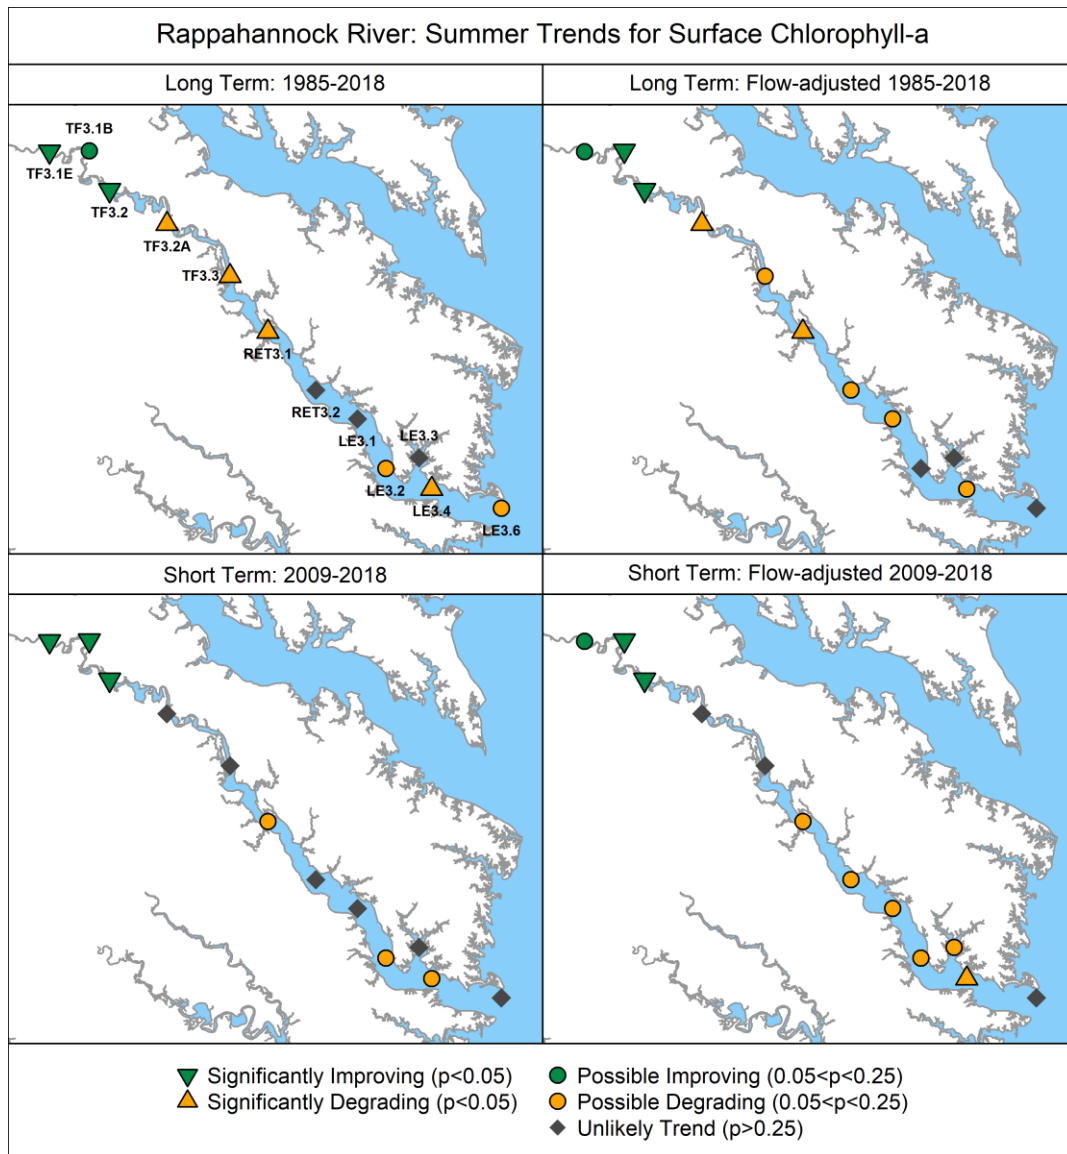 Rappahannock River: Summer Trends for Surface Chlorophyll-a
Long Term: 1985-2018
Long Term: Flow-adjusted 1985-2018
TF3.1B
TF3.1E
TF3.2
TF3.2A
TF3.3
RET3.1
RET3.2
LE3.1
LE3.3
LE3.2
LE3.4
LE3.6
Short Term: 2009-2018
Short Term: Flow-adjusted 2009-2018
Significantly Improving (p<0.05)
Significantly Degrading (p<0.05)
Possible Improving (0.05<p<0.25)
Possible Degrading (0.05<p<0.25)
Unlikely Trend (p>0.25)